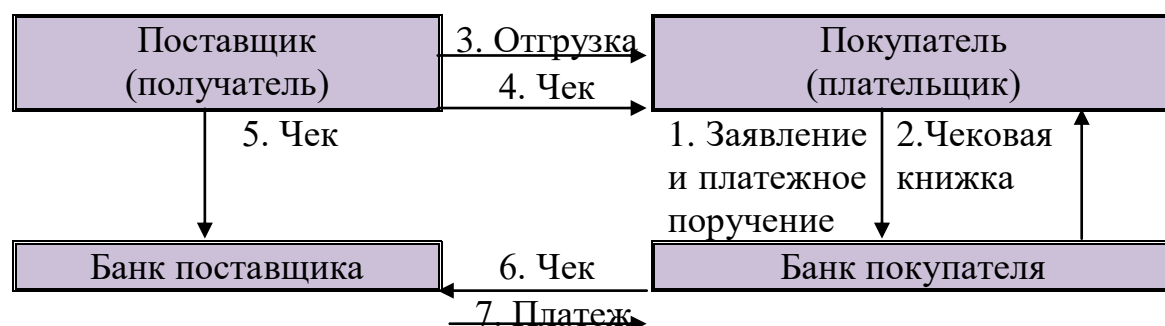 Поставщик
(получатель)
3. Отгрузка
4. Чек
Покупатель
(плательщик)
5. Чек
1. Заявление
и платежное
поручение
2.Чековая
книжка
Банк поставщика
6. Чек
7. Платеж
Банк покупателя